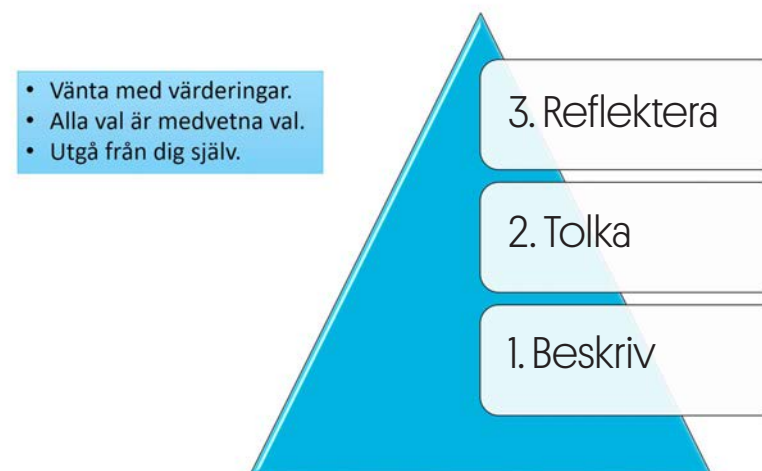 • Vänta med värderingar.
• Alla val är medvetna val.
• Utgå från dig själv.
3. Reflektera
2. Tolka
1. Beskriv